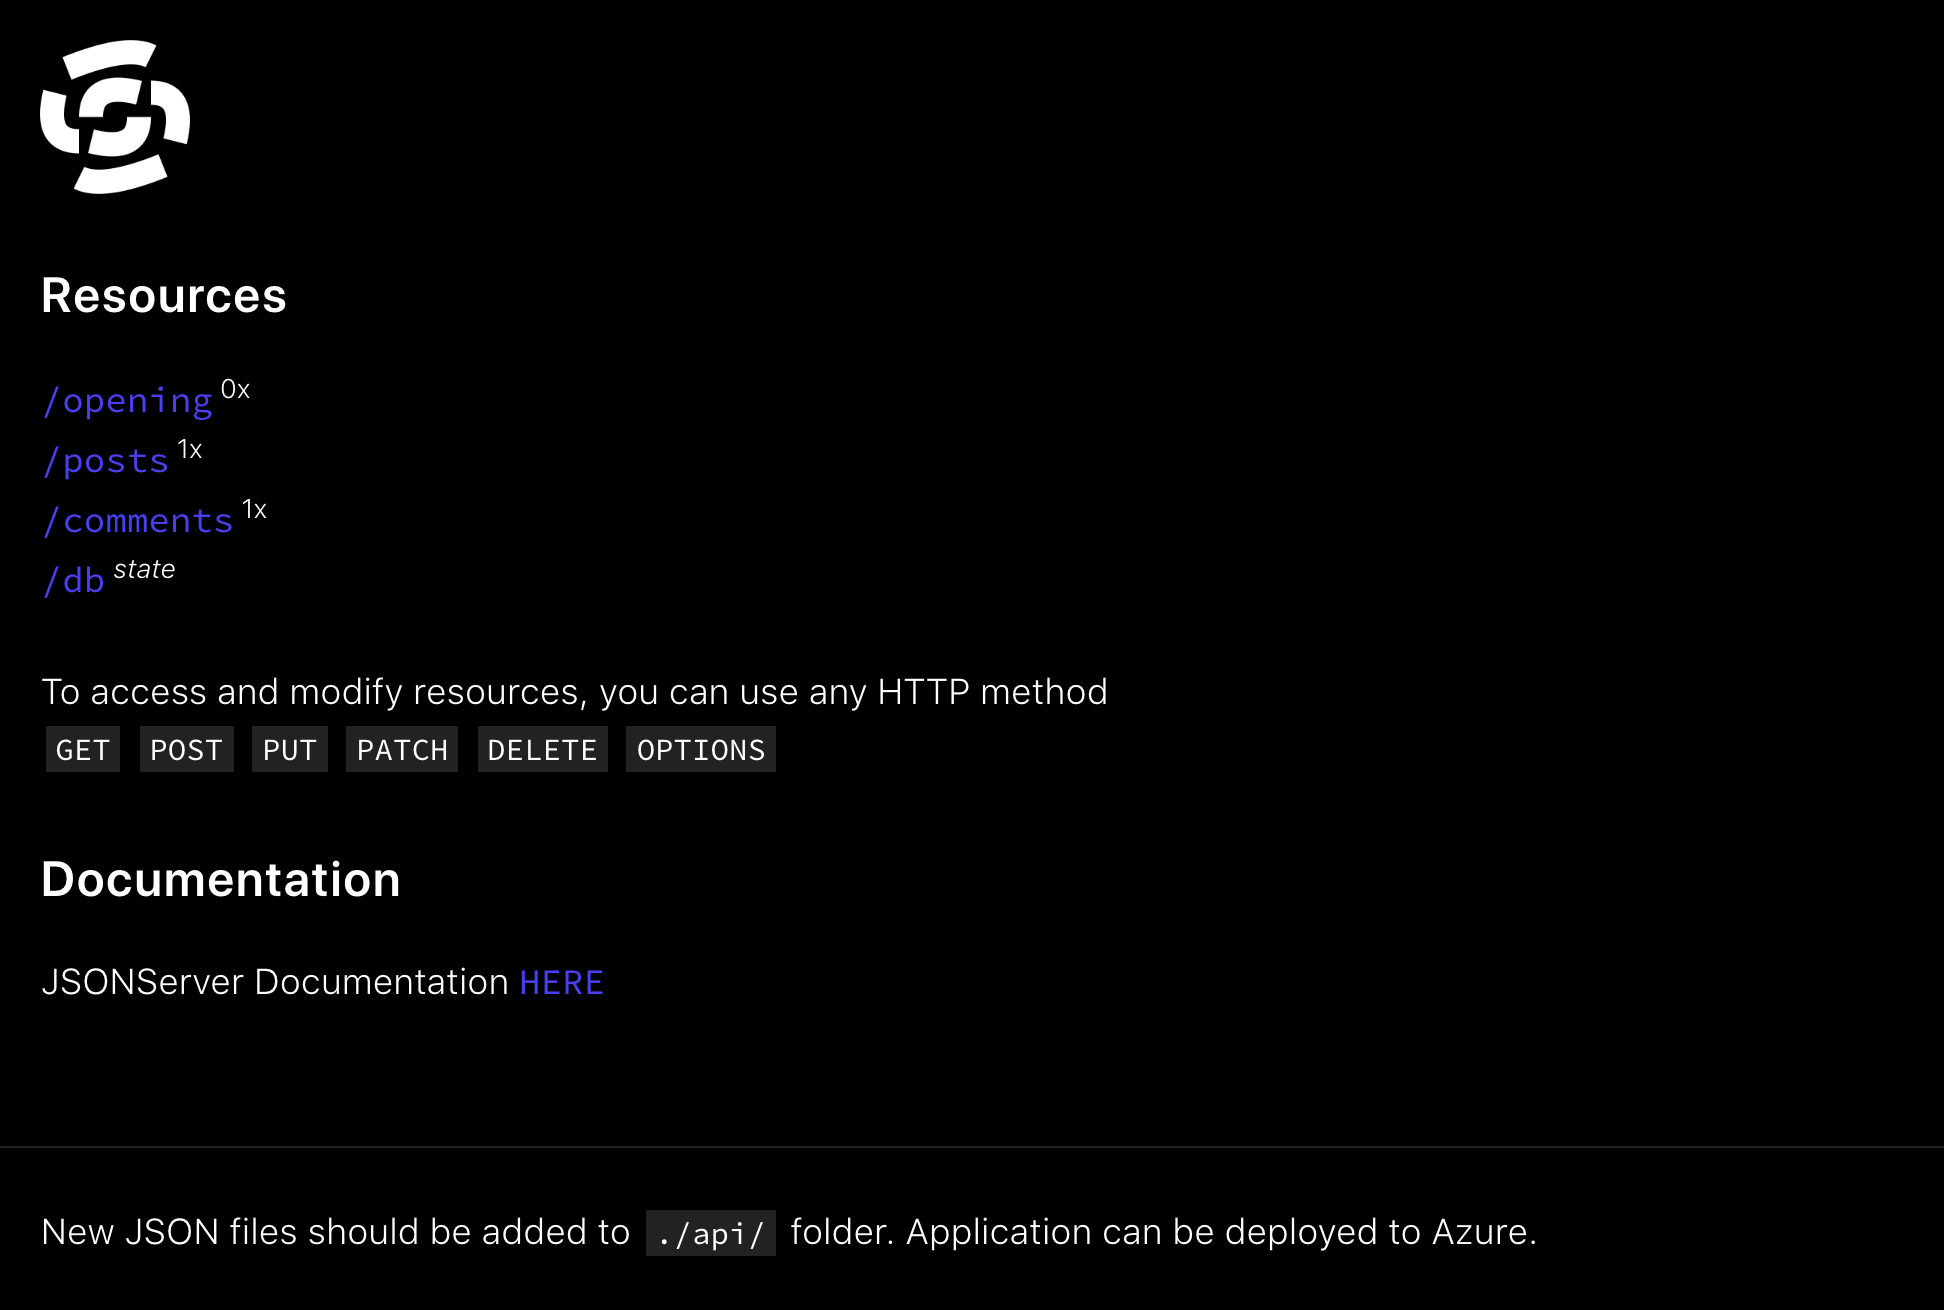 Resources
/opening 0x
/posts 1x
/comments 1x
/db state
To access and modify resources, you can use any HTTP method
GET POST PUT PATCH DELETE OPTIONS
Documentation
JSONServer Documentation HERE
New JSON files should be added to ./api/ folder. Application can be deployed to Azure.